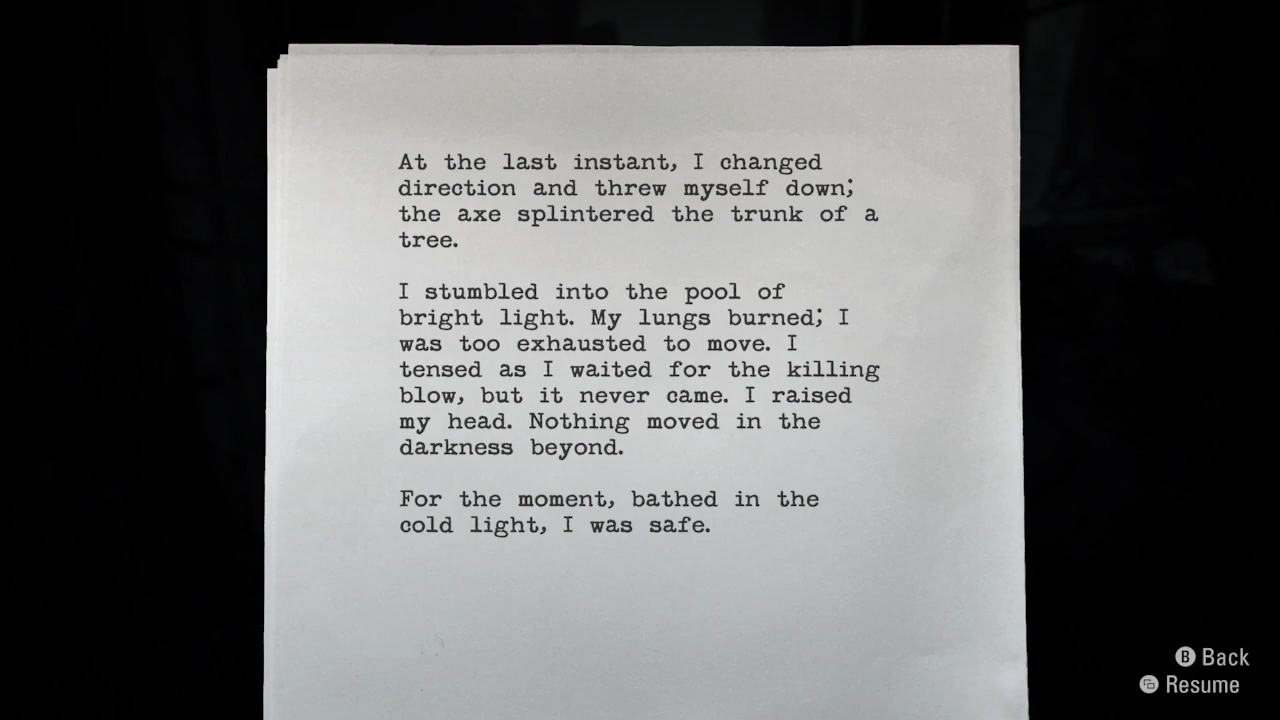 At the last instant, I changed
direction and threw myself down;
the axe splintered the trunk of a
tree.
I stumbled into the pool of
bright light. My lungs burned; I
was too exhausted to move. I
tensed as I waited for the killing
blow, but it never came. I raised
my head. Nothing moved in the
darkness beyond.
For the moment, bathed in the
cold light, I was safe.
B Back
Resume